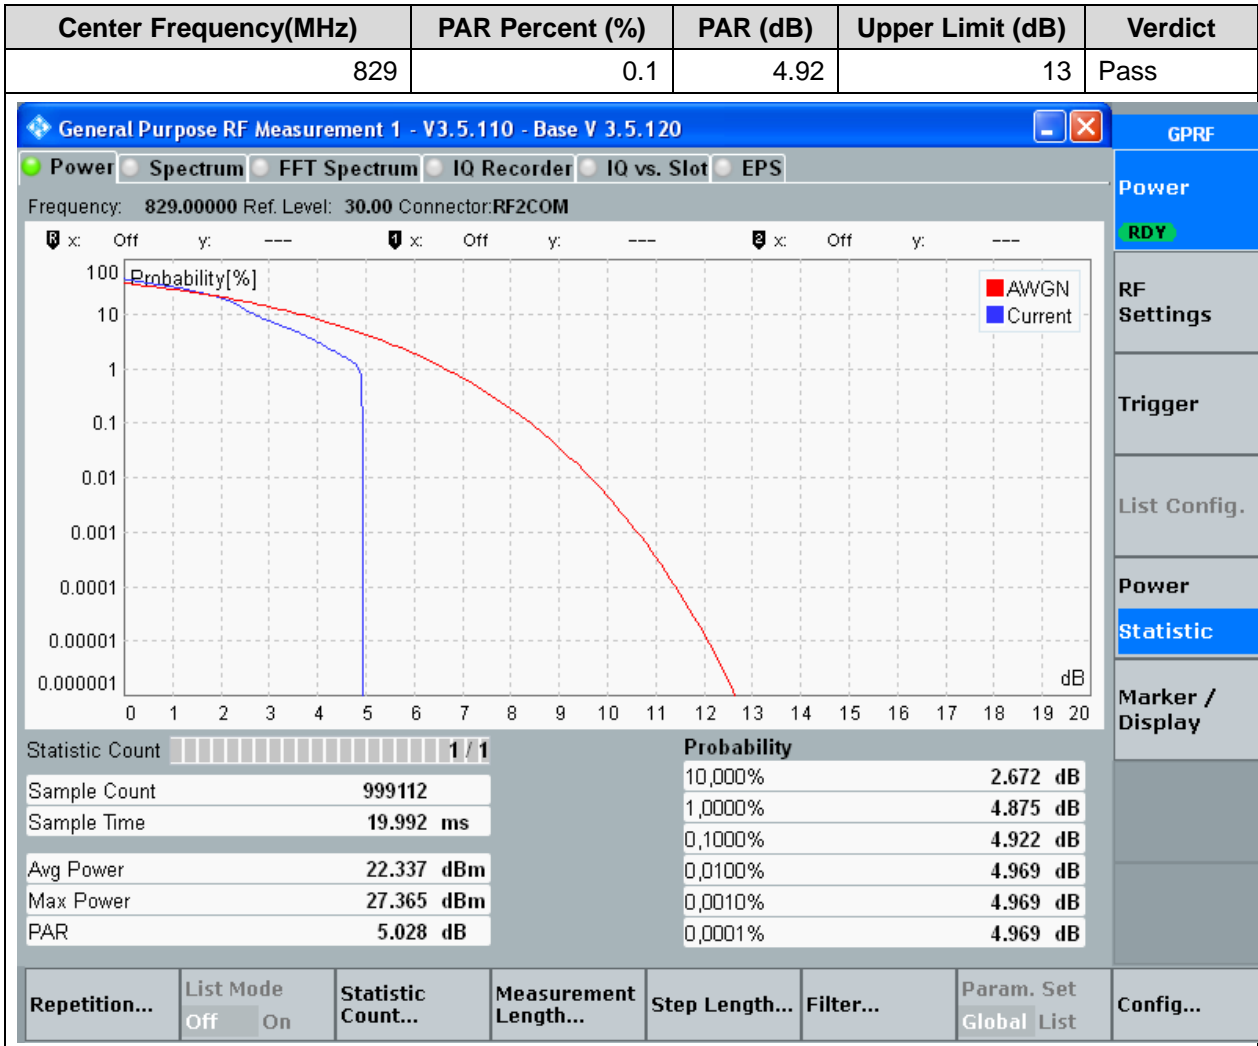 Center Frequency(MHz) PAR Percent (%) PAR (dB) Upper Limit (dB) Verdict
829 0.1 4.92 13 Pass
General Purpose RF Measurement 1 - V3.5.110 - Base V 3.5.120
GPRF
Power Spectrum FFT Spectrum IQ Recorder IQ vs. Slot EPS
Power
RDY
Frequency: 829.00000 Ref. Level: 30.00 Connector:RF2COM
R x: Off y: --- 1 x: Off y: --- 2 x: Off y: ---
Probability[%]
AWGN
Current
100
10
1
0.1
0.01
0.001
0.0001
0.00001
0.000001
dB
0 1 2 3 4 5 6 7 8 9 10 11 12 13 14 15 16 17 18 19 20
RF
Settings
Trigger
List Config.
Power
Statistic
Marker /
Display
Statistic Count 1 / 1
Sample Count 999112
Sample Time 19.992 ms
Avg Power 22.337 dBm
Max Power 27.365 dBm
PAR 5.028 dB
Probability
10,000% 2.672 dB
1,0000% 4.875 dB
0,1000% 4.922 dB
0,0100% 4.969 dB
0,0010% 4.969 dB
0,0001% 4.969 dB
Repetition...
List Mode
Off On
Statistic
Count...
Measurement
Length...
Step Length...
Filter...
Param. Set
Global List
Config...